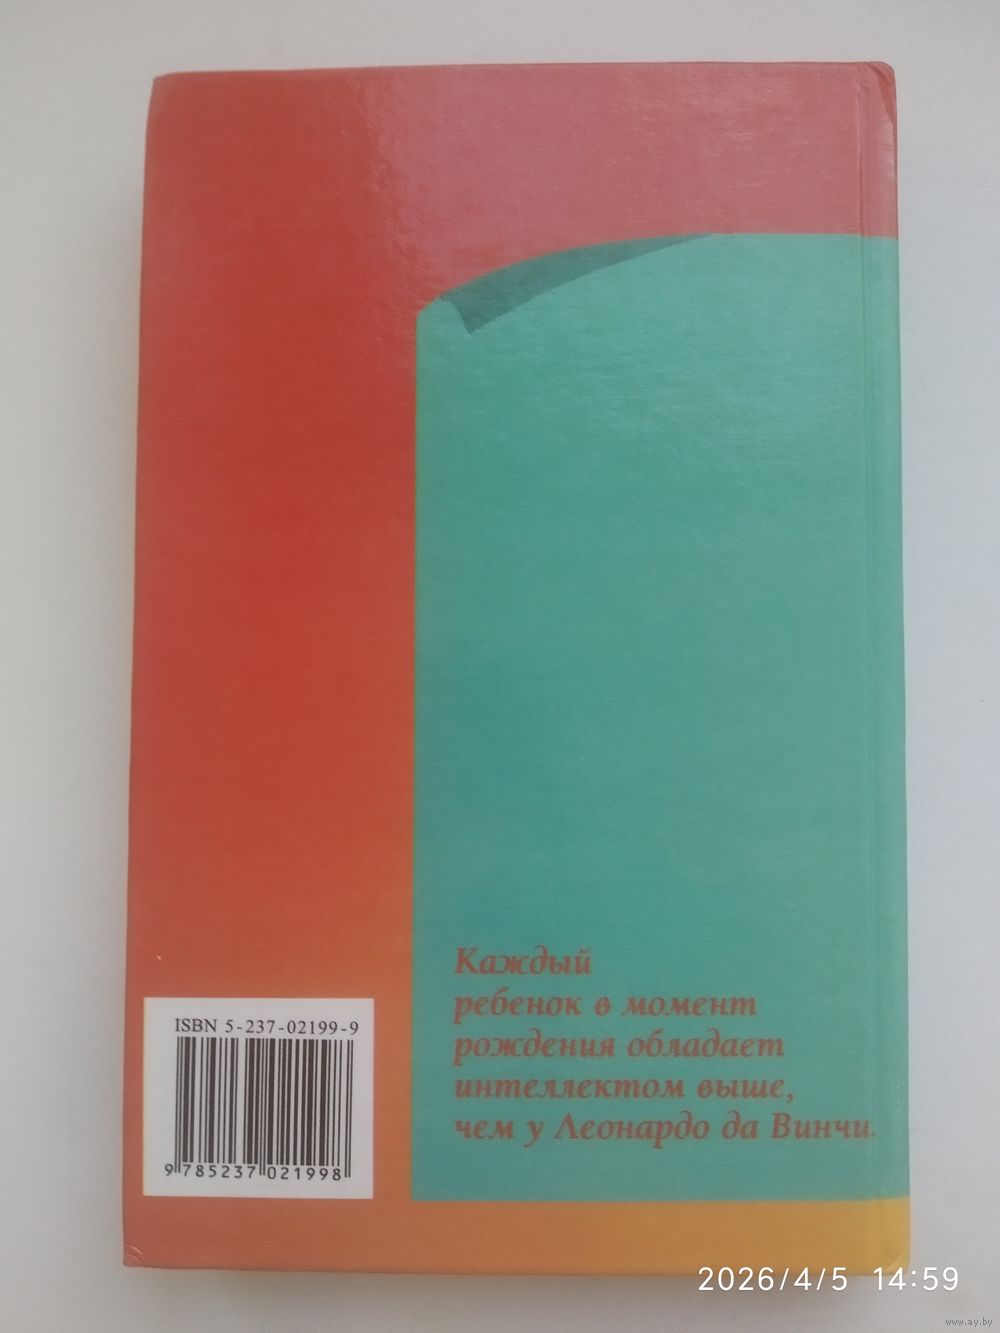 Каждый
ребенок в момент
рождения обладает
интеллектом выше,
чем у Леонардо да Винчи.
ISBN 5-237-02199-9
9 785237 021998
2026/4/5 14:59
www.ay.by